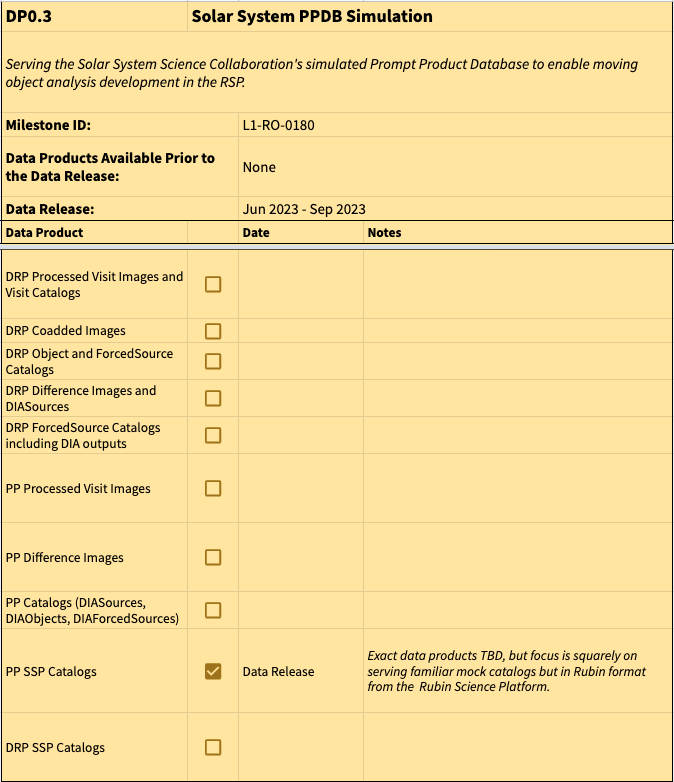 DP0.3 Solar System PPDB Simulation
Serving the Solar System Science Collaboration's simulated Prompt Product Database to enable moving
object analysis development in the RSP.
Milestone ID: L1-RO-0180
Data Products Available Prior to
the Data Release:
None
Data Release: Jun 2023 - Sep 2023
Data Product Date Notes
DRP Processed Visit Images and
Visit Catalogs
DRP Coadded Images
DRP Object and ForcedSource
Catalogs
DRP Difference Images and
DIASources
DRP ForcedSource Catalogs
including DIA outputs
PP Processed Visit Images
PP Difference Images
PP Catalogs (DIASources,
DIAObjects, DIAForcedSources)
PP SSP Catalogs
Data Release
Exact data products TBD, but focus is squarely on
serving familiar mock catalogs but in Rubin format
from the Rubin Science Platform.
DRP SSP Catalogs